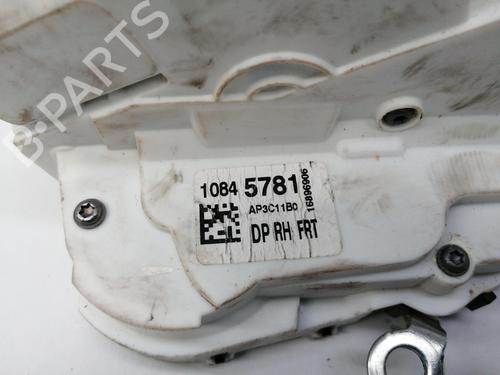 B-PARTS
1084 5781
AP3C11B0
16896906
DP RH FRT